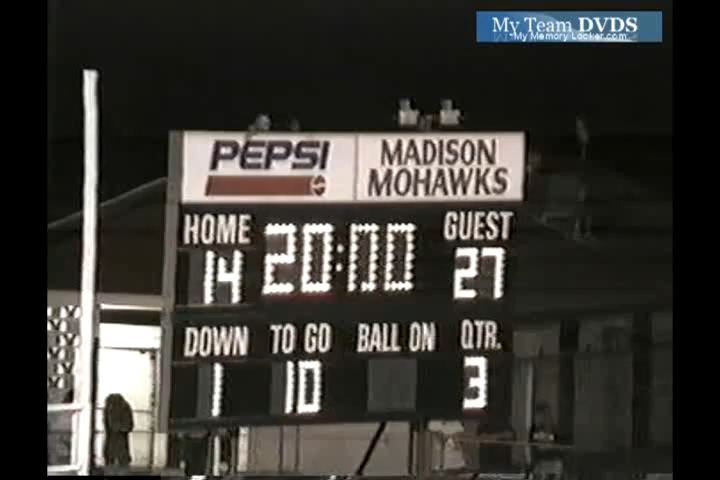 My Team DVDS
My Memory Locker.com
PEPSI
MADISON
MOHAWKS
HOME 20:00 GUEST
14 27
DOWN TO GO BALL ON QTR.
1 10 3